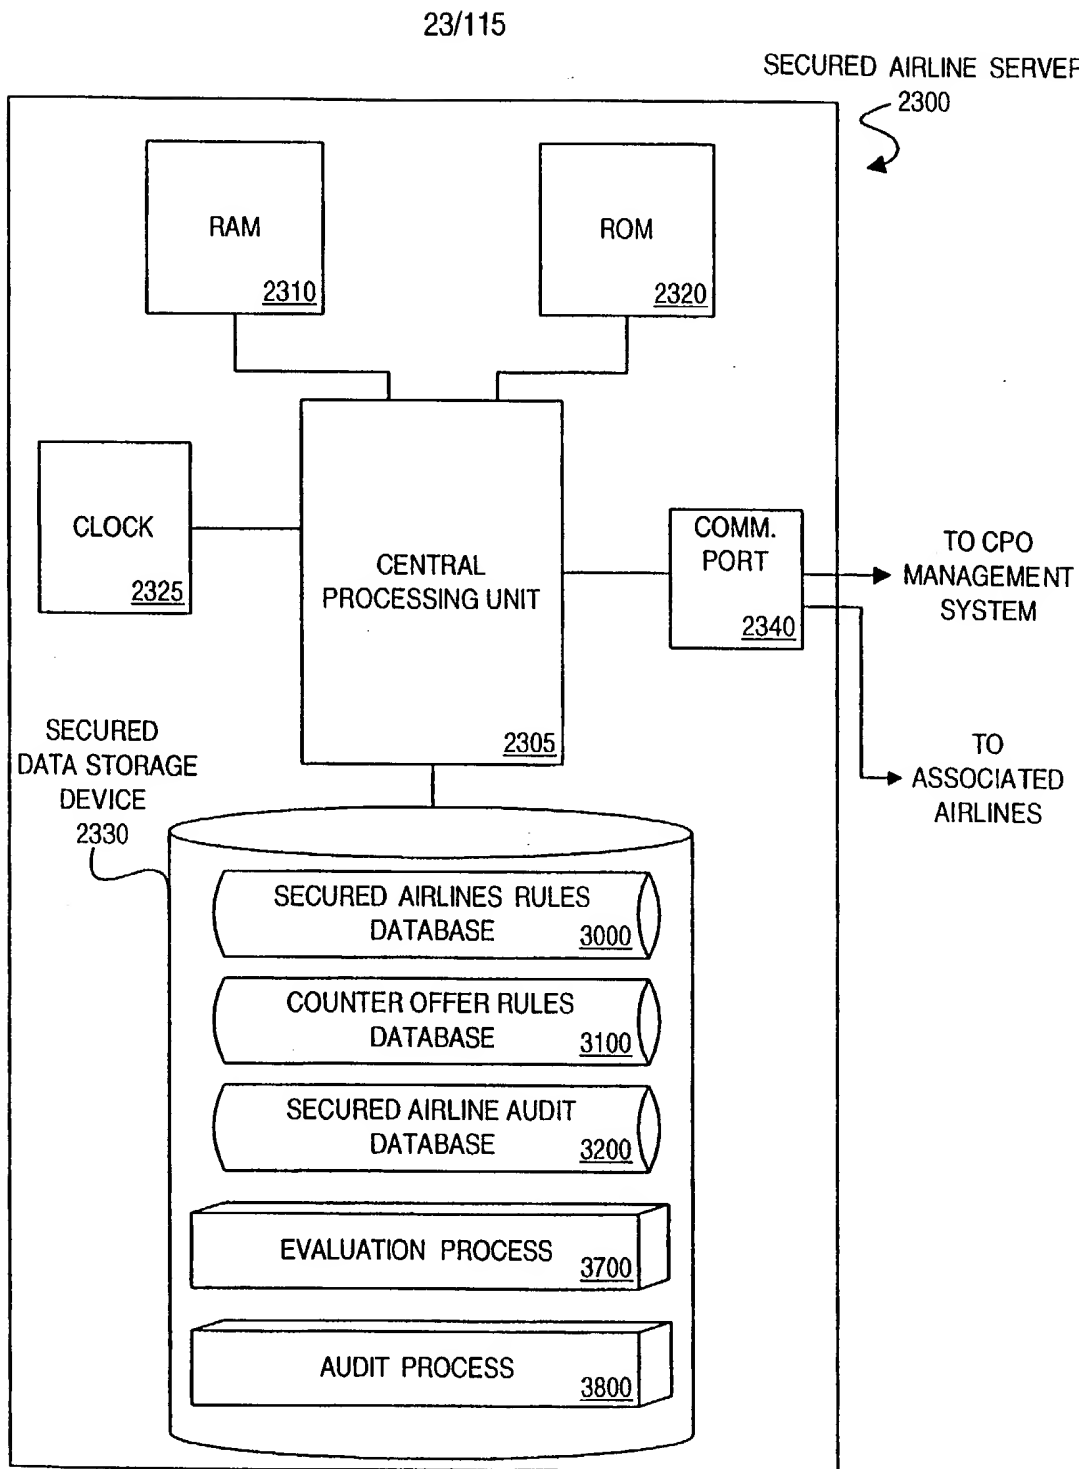 23/115
SECURED AIRLINE SERVER
2300
RAM
2310
ROM
2320
CLOCK
2325
CENTRAL
PROCESSING UNIT
2305
COMM.
PORT
2340
TO CPO
MANAGEMENT
SYSTEM
TO
ASSOCIATED
AIRLINES
SECURED
DATA STORAGE
DEVICE
2330
SECURED AIRLINES RULES
DATABASE 3000
COUNTER OFFER RULES
DATABASE 3100
SECURED AIRLINE AUDIT
DATABASE 3200
EVALUATION PROCESS 3700
AUDIT PROCESS 3800